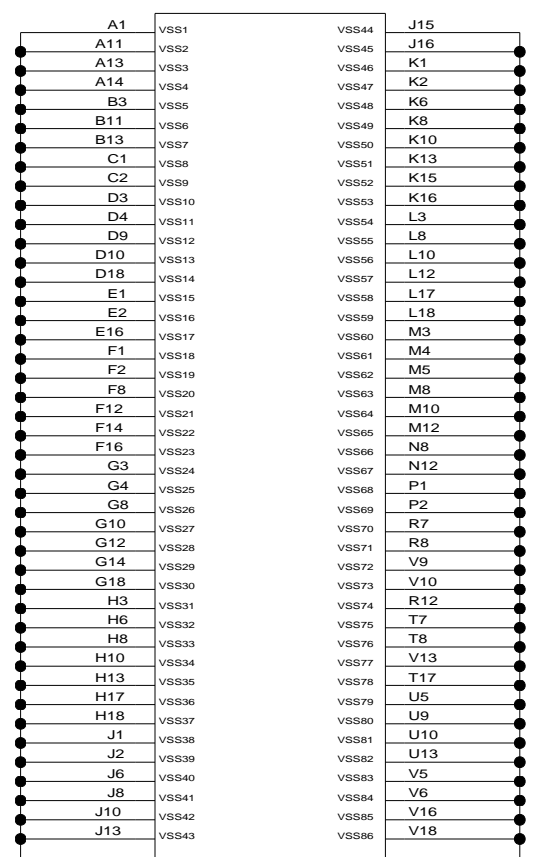 A1 VSS1 VSS44 J15
A11 VSS2 VSS45 J16
A13 VSS3 VSS46 K1
A14 VSS4 VSS47 K2
B3 VSS5 VSS48 K6
B11 VSS6 VSS49 K8
B13 VSS7 VSS50 K10
C1 VSS8 VSS51 K13
C2 VSS9 VSS52 K15
D3 VSS10 VSS53 K16
D4 VSS11 VSS54 L3
D9 VSS12 VSS55 L8
D10 VSS13 VSS56 L10
D18 VSS14 VSS57 L12
E1 VSS15 VSS58 L17
E2 VSS16 VSS59 L18
E16 VSS17 VSS60 M3
F1 VSS18 VSS61 M4
F2 VSS19 VSS62 M5
F8 VSS20 VSS63 M8
F12 VSS21 VSS64 M10
F14 VSS22 VSS65 M12
F16 VSS23 VSS66 N8
G3 VSS24 VSS67 N12
G4 VSS25 VSS68 P1
G8 VSS26 VSS69 P2
G10 VSS27 VSS70 R7
G12 VSS28 VSS71 R8
G14 VSS29 VSS72 V9
G18 VSS30 VSS73 V10
H3 VSS31 VSS74 R12
H6 VSS32 VSS75 T7
H8 VSS33 VSS76 T8
H10 VSS34 VSS77 V13
H13 VSS35 VSS78 T17
H17 VSS36 VSS79 U5
H18 VSS37 VSS80 U9
J1 VSS38 VSS81 U10
J2 VSS39 VSS82 U13
J6 VSS40 VSS83 V5
J8 VSS41 VSS84 V6
J10 VSS42 VSS85 V16
J13 VSS43 VSS86 V18